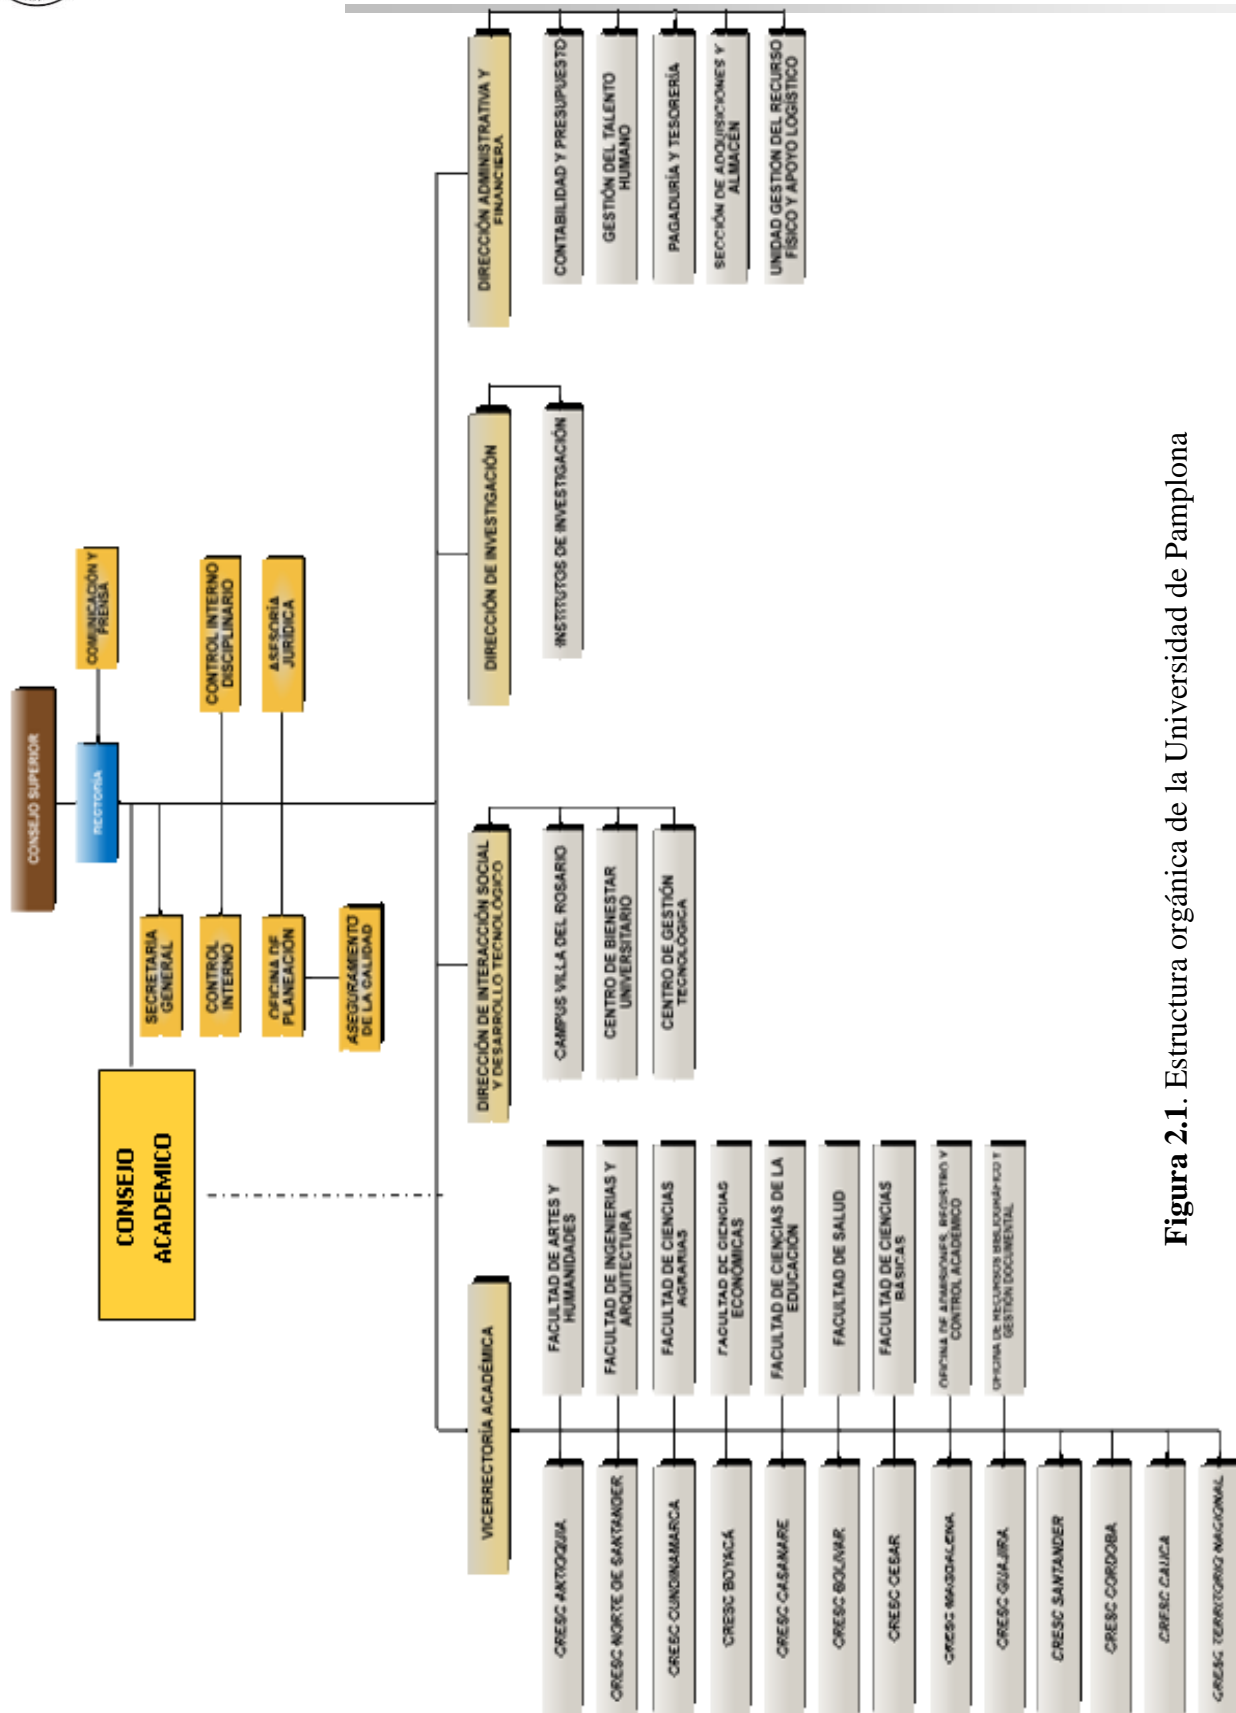 CONSEJO SUPERIOR
RECTORÍA
COMUNICACIÓN Y
PRENSA
CONSEJO
ACADEMICO
SECRETARIA
GENERAL
CONTROL
INTERNO
CONTROL INTERNO
DISCIPLINARIO
OFICINA DE
PLANEACIÓN
ASESORÍA
JURÍDICA
ASEGURAMIENTO
DE LA CALIDAD
VICERRECTORÍA ACADÉMICA
DIRECCIÓN DE INTERACCIÓN SOCIAL
Y DESARROLLO TECNOLÓGICO
DIRECCIÓN DE INVESTIGACIÓN
DIRECCIÓN ADMINISTRATIVA Y
FINANCIERA
CRESC ANTIOQUIA
CRESC NORTE DE SANTANDER
CRESC CUNDINAMARCA
CRESC BOYACÁ
CRESC CASANARE
CRESC BOLIVAR
CRESC CESAR
CRESC MAGDALENA
CRESC GUAJIRA
CRESC SANTANDER
CRESC CORDOBA
CRESC CAUCA
CRESC TERRITORIO NACIONAL
FACULTAD DE ARTES Y
HUMANIDADES
FACULTAD DE INGENIERIAS Y
ARQUITECTURA
FACULTAD DE CIENCIAS
AGRARIAS
FACULTAD DE CIENCIAS
ECONÓMICAS
FACULTAD DE CIENCIAS DE LA
EDUCACIÓN
FACULTAD DE SALUD
FACULTAD DE CIENCIAS
BASICAS
OFICINA DE ADMISIONES, REGISTRO Y
CONTROL ACADEMICO
OFICINA DE RECURSOS BIBLIOGRÁFICO Y
GESTIÓN DOCUMENTAL
CAMPUS VILLA DEL ROSARIO
CENTRO DE BIENESTAR
UNIVERSITARIO
CENTRO DE GESTIÓN
TECNOLÓGICA
INSTITUTOS DE INVESTIGACIÓN
CONTABILIDAD Y PRESUPUESTO
GESTIÓN DEL TALENTO
HUMANO
PAGADURÍA Y TESORERÍA
SECCIÓN DE ADQUISICIONES Y
ALMACÉN
UNIDAD GESTIÓN DEL RECURSO
FÍSICO Y APOYO LOGÍSTICO
Figura 2.1. Estructura orgánica de la Universidad de Pamplona